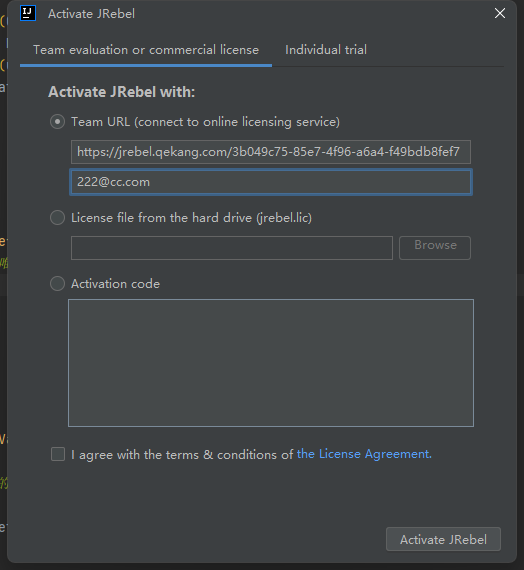 Activate JRebel
Team evaluation or commercial license
Individual trial
Activate JRebel with:
Team URL (connect to online licensing service)
https://jrebel.qekang.com/3b049c75-85e7-4f96-a6a4-f49bdb8fef7
222@cc.com
License file from the hard drive (jrebel.lic)
Browse
Activation code
I agree with the terms & conditions of the License Agreement.
Activate JRebel